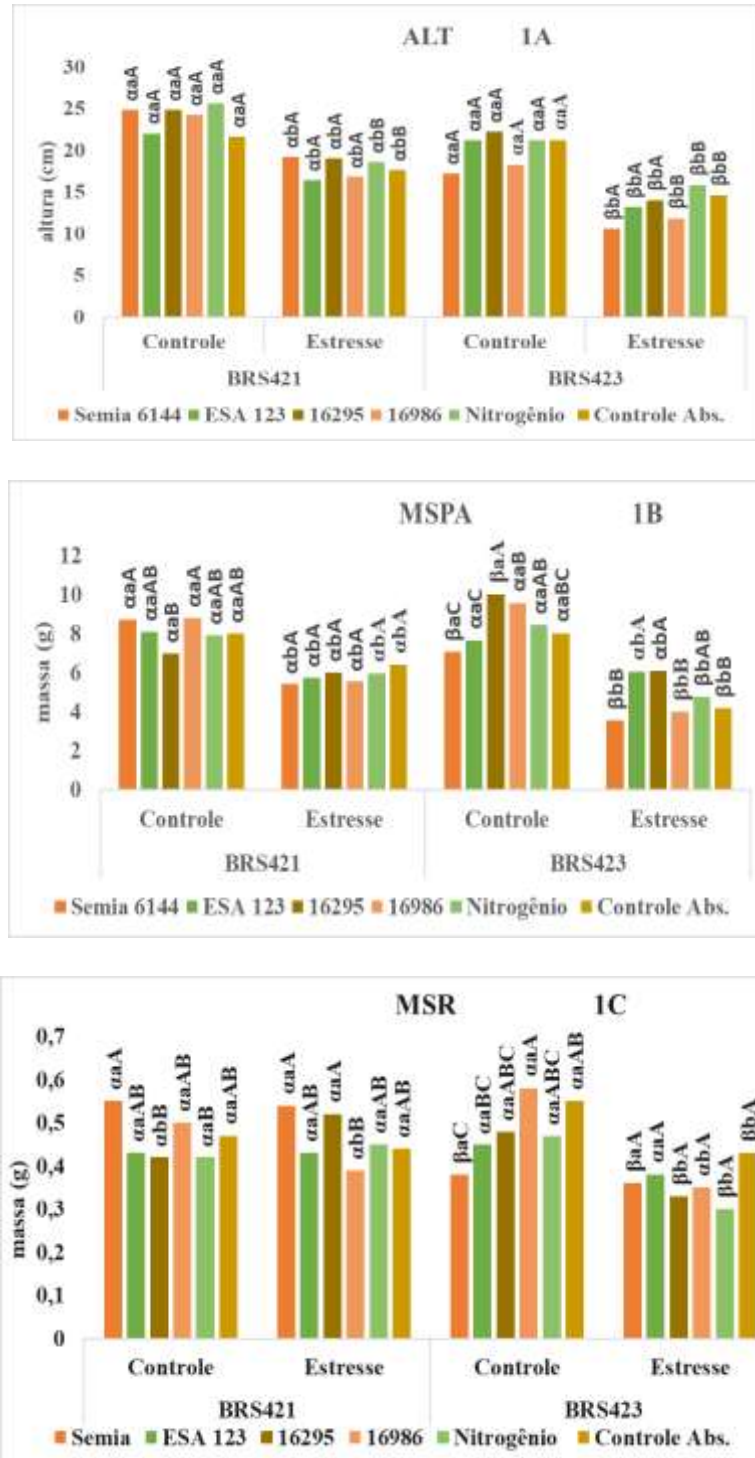 ALT 1A
altura (cm)
30
25
20
15
10
5
0
αaA αaA αaA αaA αaA αaA
αbA αbA αbA αbA αbB αbB
αaA αaA αaA αaA αaA αaA
βbA βbA βbA βbB βbB βbB
Controle Estresse Controle Estresse
BRS421 BRS423
Semia 6144 ESA 123 16295 16986 Nitrogênio Controle Abs.
MSPA 1B
massa (g)
12
10
8
6
4
2
0
αaA αaAB αaB αaA αaAB αaAB
αbA αbA αbA αbA αbA αbA
βaC αaC βaA αaB αaAB αaBC
βbB αbA αbA βbB βbAB βbB
Controle Estresse Controle Estresse
BRS421 BRS423
Semia 6144 ESA 123 16295 16986 Nitrogênio Controle Abs.
MSR 1C
massa (g)
0,7
0,6
0,5
0,4
0,3
0,2
0,1
0
αaA αaAB αbB αaAB αaB αaAB
αaA αaAB αaA αbB αaAB αaAB
βaC αaBC αaABC αaA αaABC αaAB
βaA αaA βbA αbA βbA βbA
Controle Estresse Controle Estresse
BRS421 BRS423
Semia ESA 123 16295 16986 Nitrogênio Controle Abs.